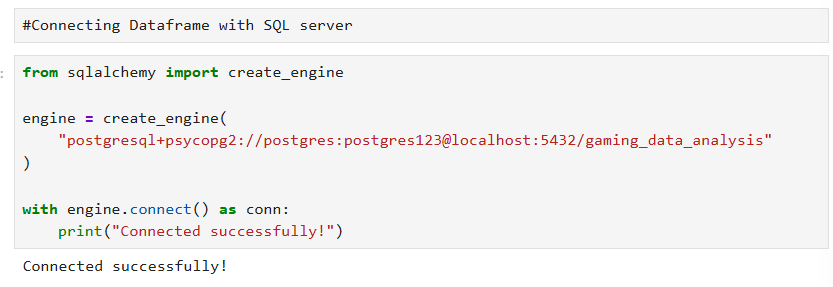 #Connecting Dataframe with SQL server
:
from sqlalchemy import create_engine
engine = create_engine(
"postgresql+psycopg2://postgres:postgres123@localhost:5432/gaming_data_analysis"
)
with engine.connect() as conn:
print("Connected successfully!")
Connected successfully!